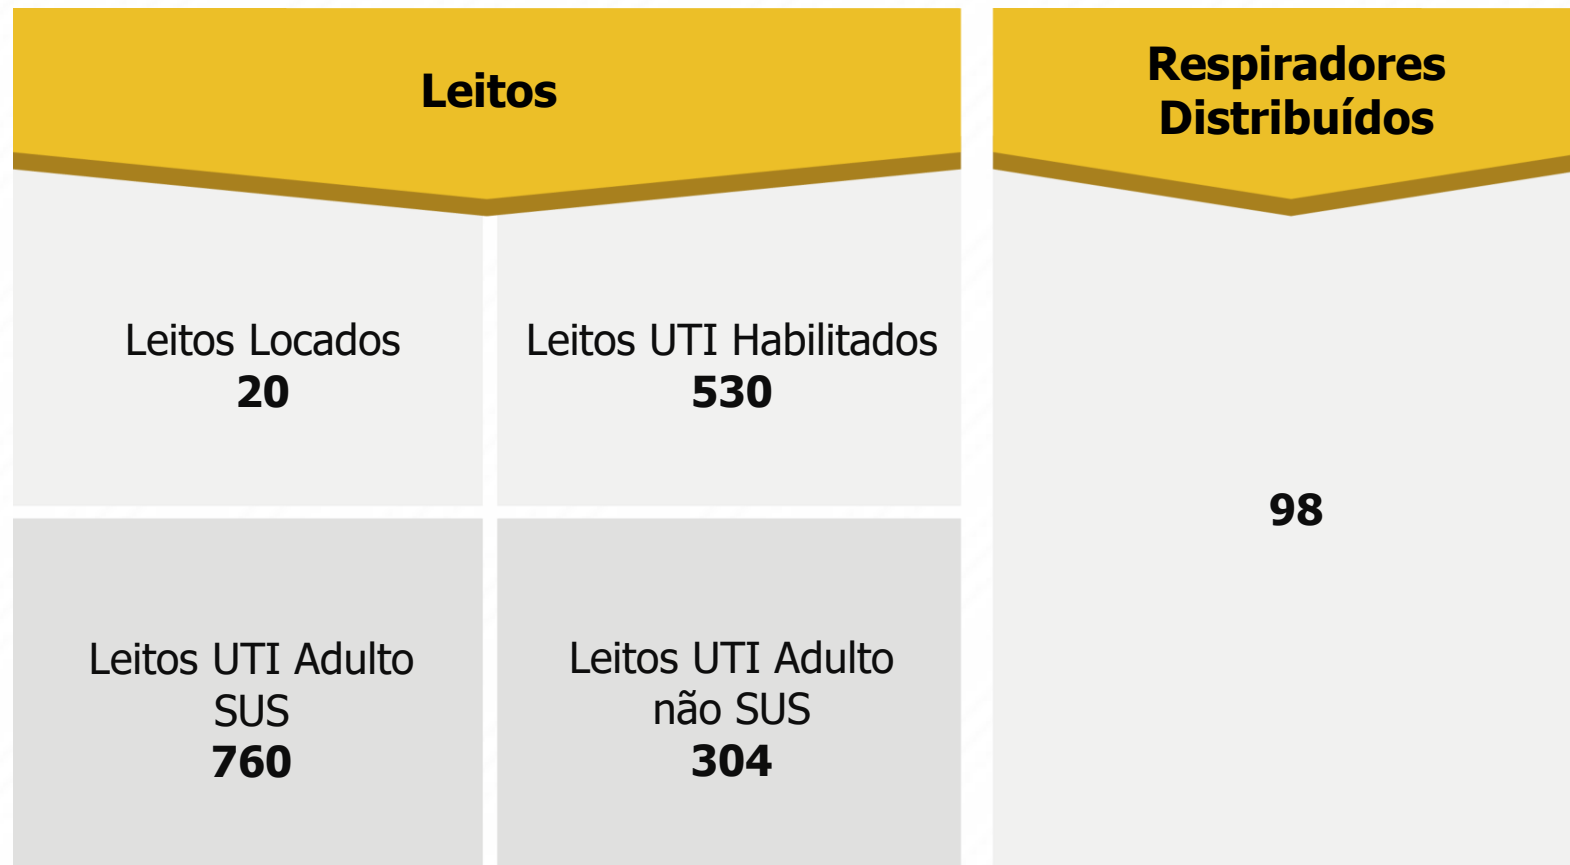 Leitos
Respiradores
Distribuídos
Leitos Locados
20
Leitos UTI Habilitados
530
Leitos UTI Adulto
SUS
760
Leitos UTI Adulto
não SUS
304
98